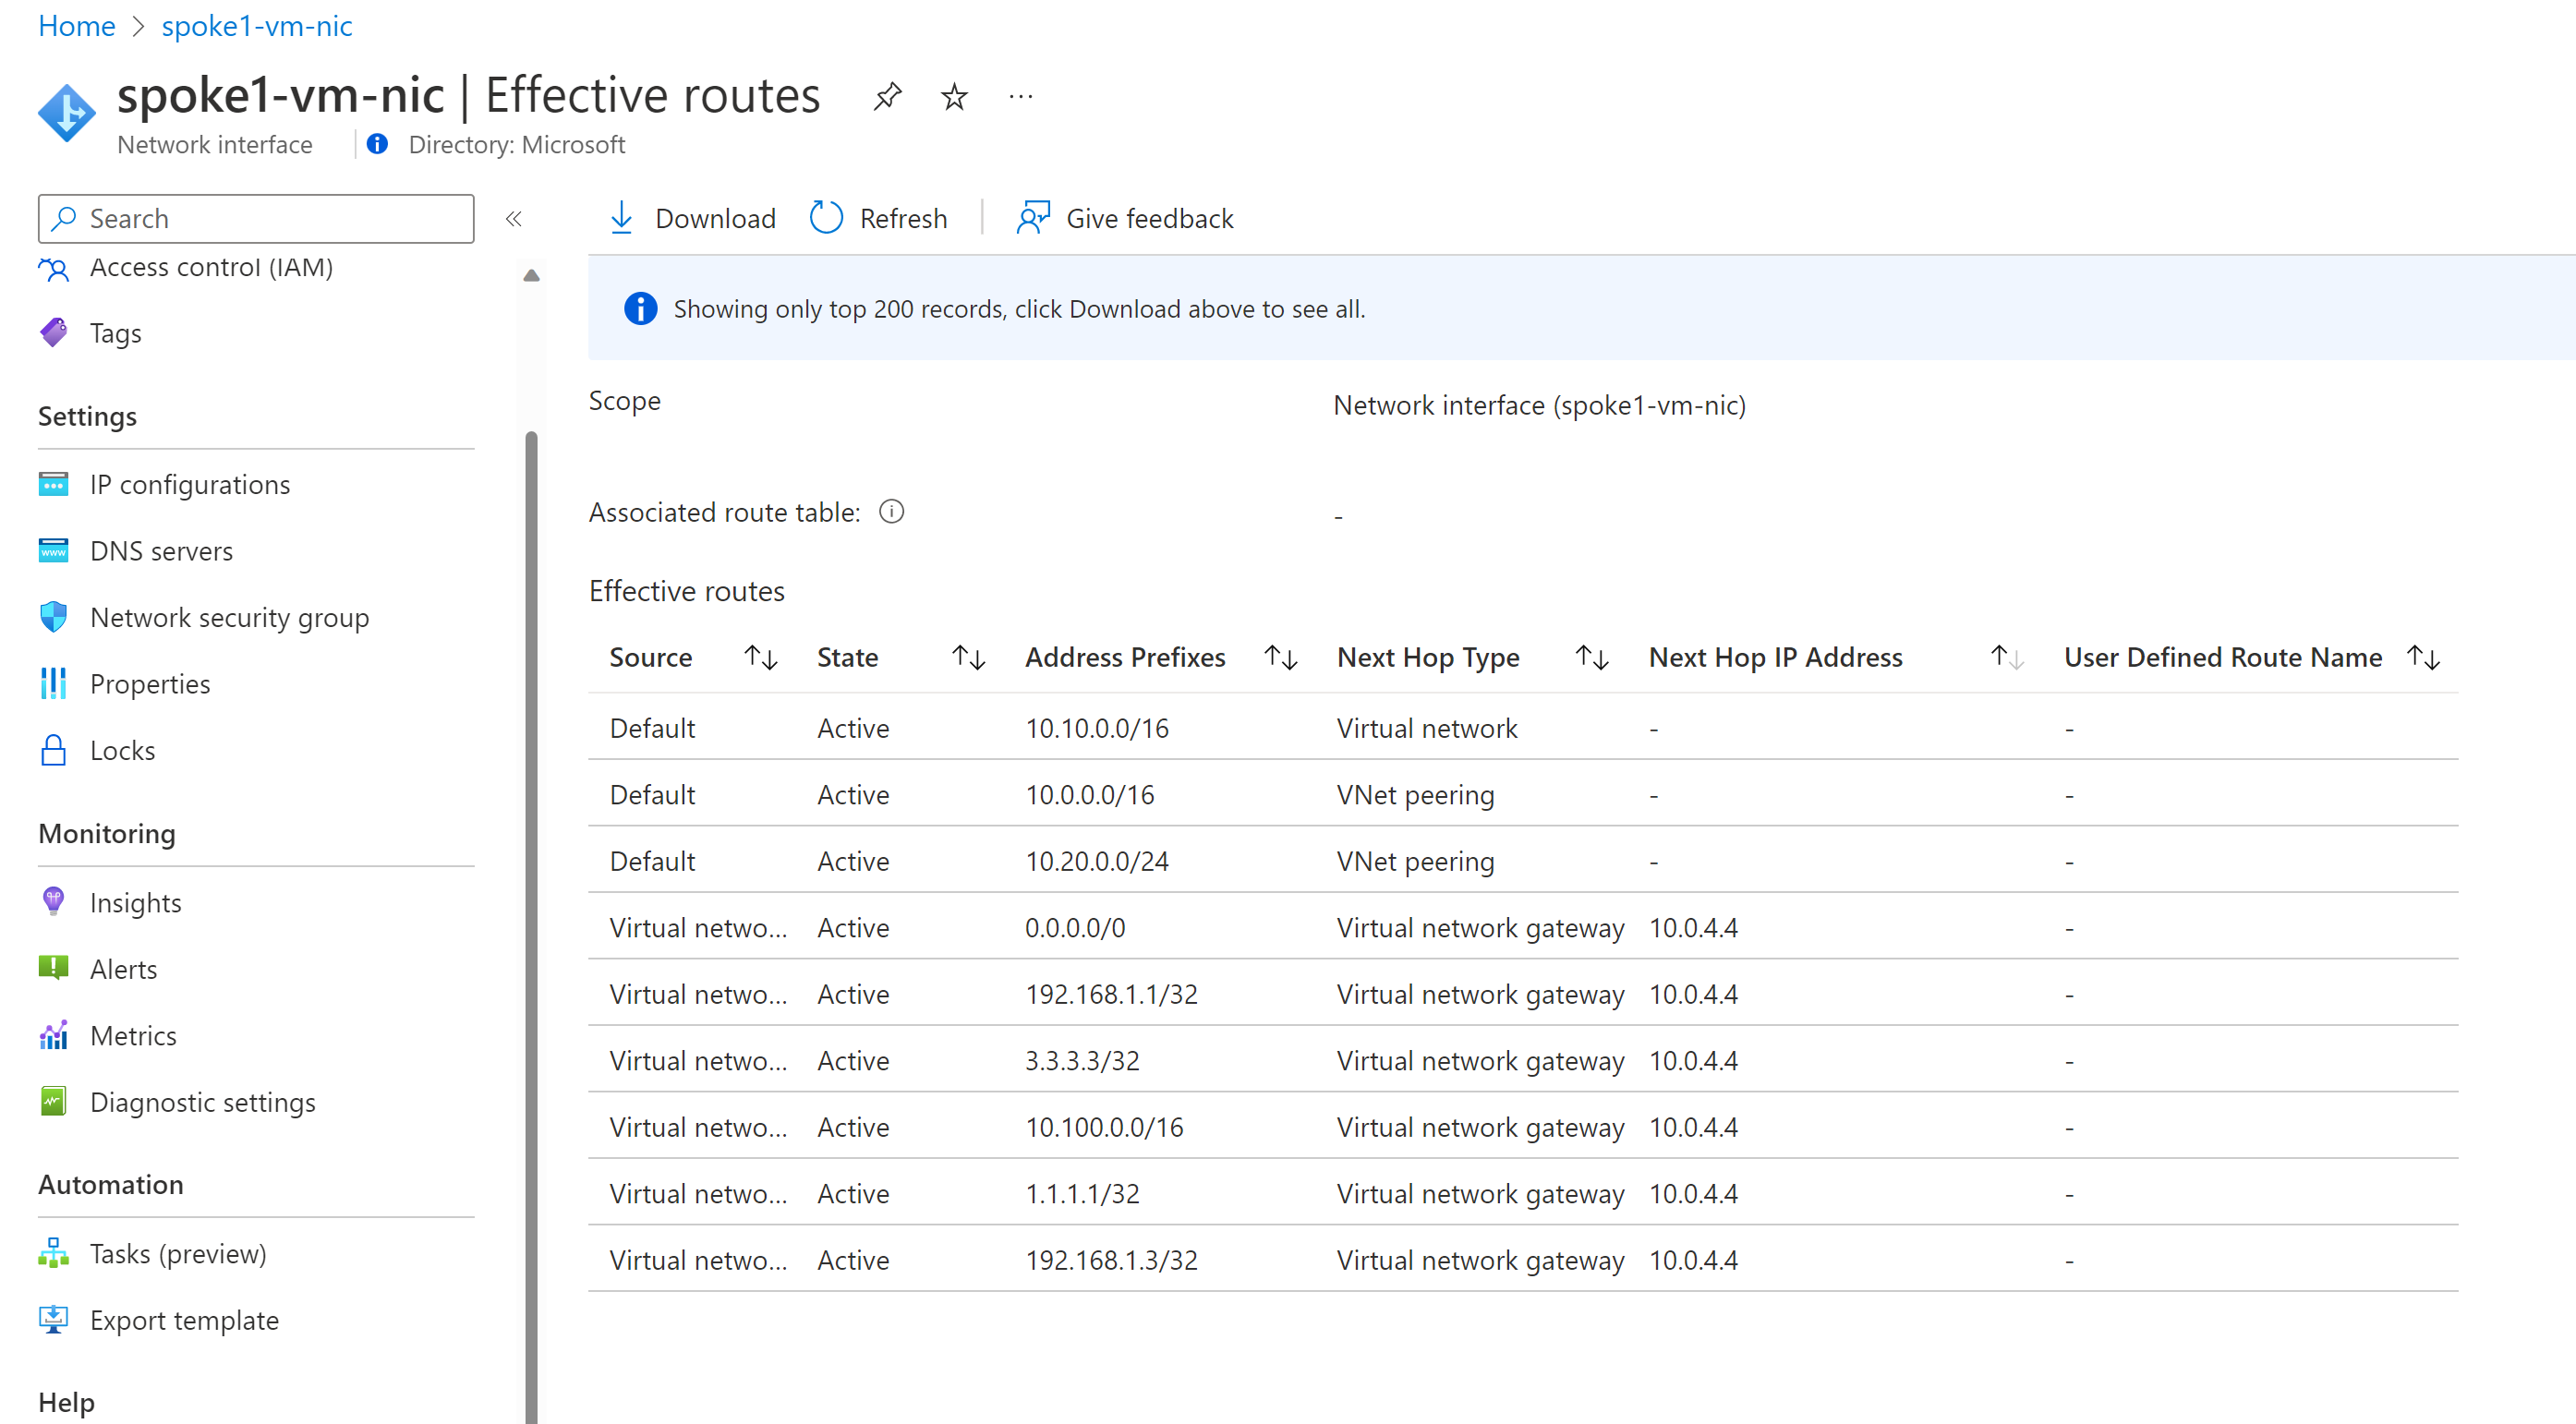 Home > spoke1-vm-nic
spoke1-vm-nic | Effective routes ...
Network interface | Directory: Microsoft
Search «
Access control (IAM)
Tags
Settings
IP configurations
DNS servers
Network security group
Properties
Locks
Monitoring
Insights
Alerts
Metrics
Diagnostic settings
Automation
Tasks (preview)
Export template
Help
Download Refresh Give feedback
Showing only top 200 records, click Download above to see all.
Scope Network interface (spoke1-vm-nic)
Associated route table: -
Effective routes
Source ↑↓ State ↑↓ Address Prefixes ↑↓ Next Hop Type ↑↓ Next Hop IP Address ↑↓ User Defined Route Name ↑↓
Default Active 10.10.0.0/16 Virtual network - -
Default Active 10.0.0.0/16 VNet peering - -
Default Active 10.20.0.0/24 VNet peering - -
Virtual netwo... Active 0.0.0.0/0 Virtual network gateway 10.0.4.4 -
Virtual netwo... Active 192.168.1.1/32 Virtual network gateway 10.0.4.4 -
Virtual netwo... Active 3.3.3.3/32 Virtual network gateway 10.0.4.4 -
Virtual netwo... Active 10.100.0.0/16 Virtual network gateway 10.0.4.4 -
Virtual netwo... Active 1.1.1.1/32 Virtual network gateway 10.0.4.4 -
Virtual netwo... Active 192.168.1.3/32 Virtual network gateway 10.0.4.4 -